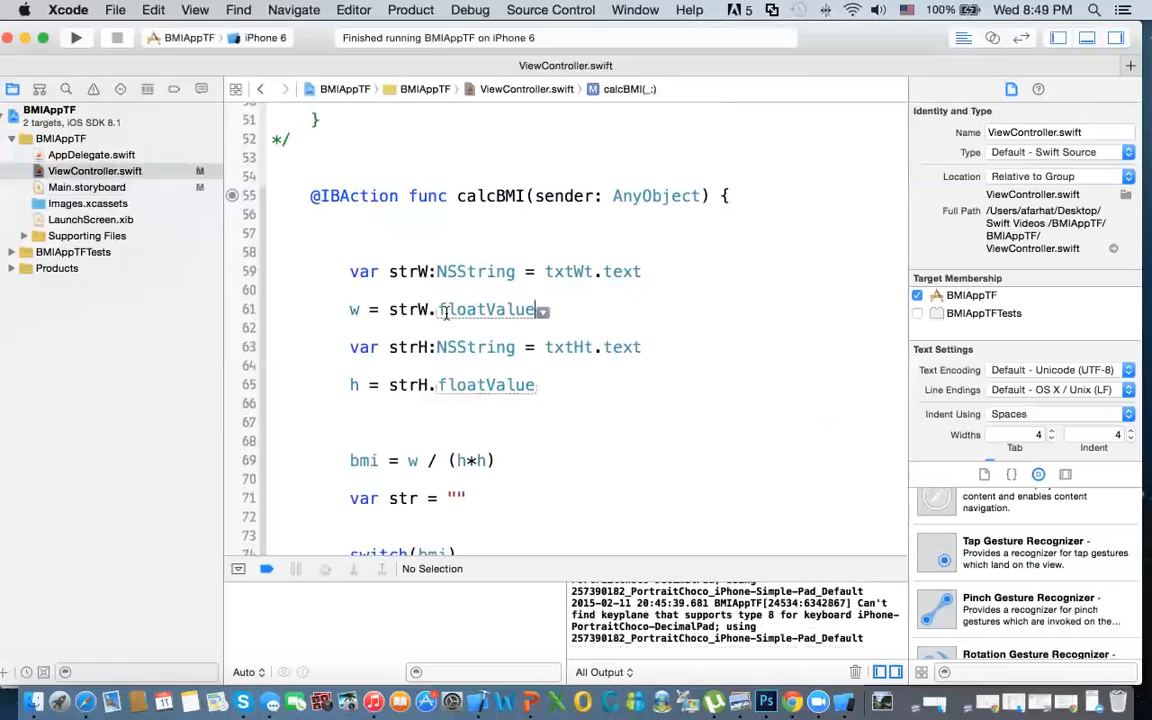 Xcode File Edit View Find Navigate Editor Product Debug Source Control Window Help 5 100% Wed 8:49 PM
BMIAppTF iPhone 6 Finished running BMIAppTF on iPhone 6
ViewController.swift
BMIAppTF BMIAppTF ViewController.swift M calcBMI(_:)
BMIAppTF
2 targets, iOS SDK 8.1
BMIAppTF
AppDelegate.swift
ViewController.swift M
Main.storyboard M
Images.xcassets
LaunchScreen.xib
Supporting Files
BMIAppTFTests
Products
51 }
52 */
53
54
55 @IBAction func calcBMI(sender: AnyObject) {
56
57
58
59 var strW:NSString = txtWt.text
60
61 w = strW.floatValue
62
63 var strH:NSString = txtHt.text
64
65 h = strH.floatValue
66
67
68
69 bmi = w / (h*h)
70
71 var str = ""
72
73
switch(bmi)
Identity and Type
Name ViewController.swift
Type Default - Swift Source
Location Relative to Group
ViewController.swift
Full Path /Users/afarhat/Desktop/
Swift Videos /BMIAppTF/
BMIAppTF/
ViewController.swift
Target Membership
BMIAppTF
BMIAppTFTests
Text Settings
Text Encoding Default - Unicode (UTF-8)
Line Endings Default - OS X / Unix (LF)
Indent Using Spaces
Widths 4 4
Tab Indent
content and enables content
navigation.
Tap Gesture Recognizer -
Provides a recognizer for tap gestures
which land on the view.
Pinch Gesture Recognizer -
Provides a recognizer for pinch
gestures which are invoked on the...
Rotation Gesture Recognizer -
No Selection
PortraitChoco-DecimalPad; using
257390182_PortraitChoco_iPhone-Simple-Pad_Default
2015-02-11 20:45:39.681 BMIAppTF[24534:6342867] Can't
find keyplane that supports type 8 for keyboard iPhone-
PortraitChoco-DecimalPad; using
257390182_PortraitChoco_iPhone-Simple-Pad_Default
Auto All Output